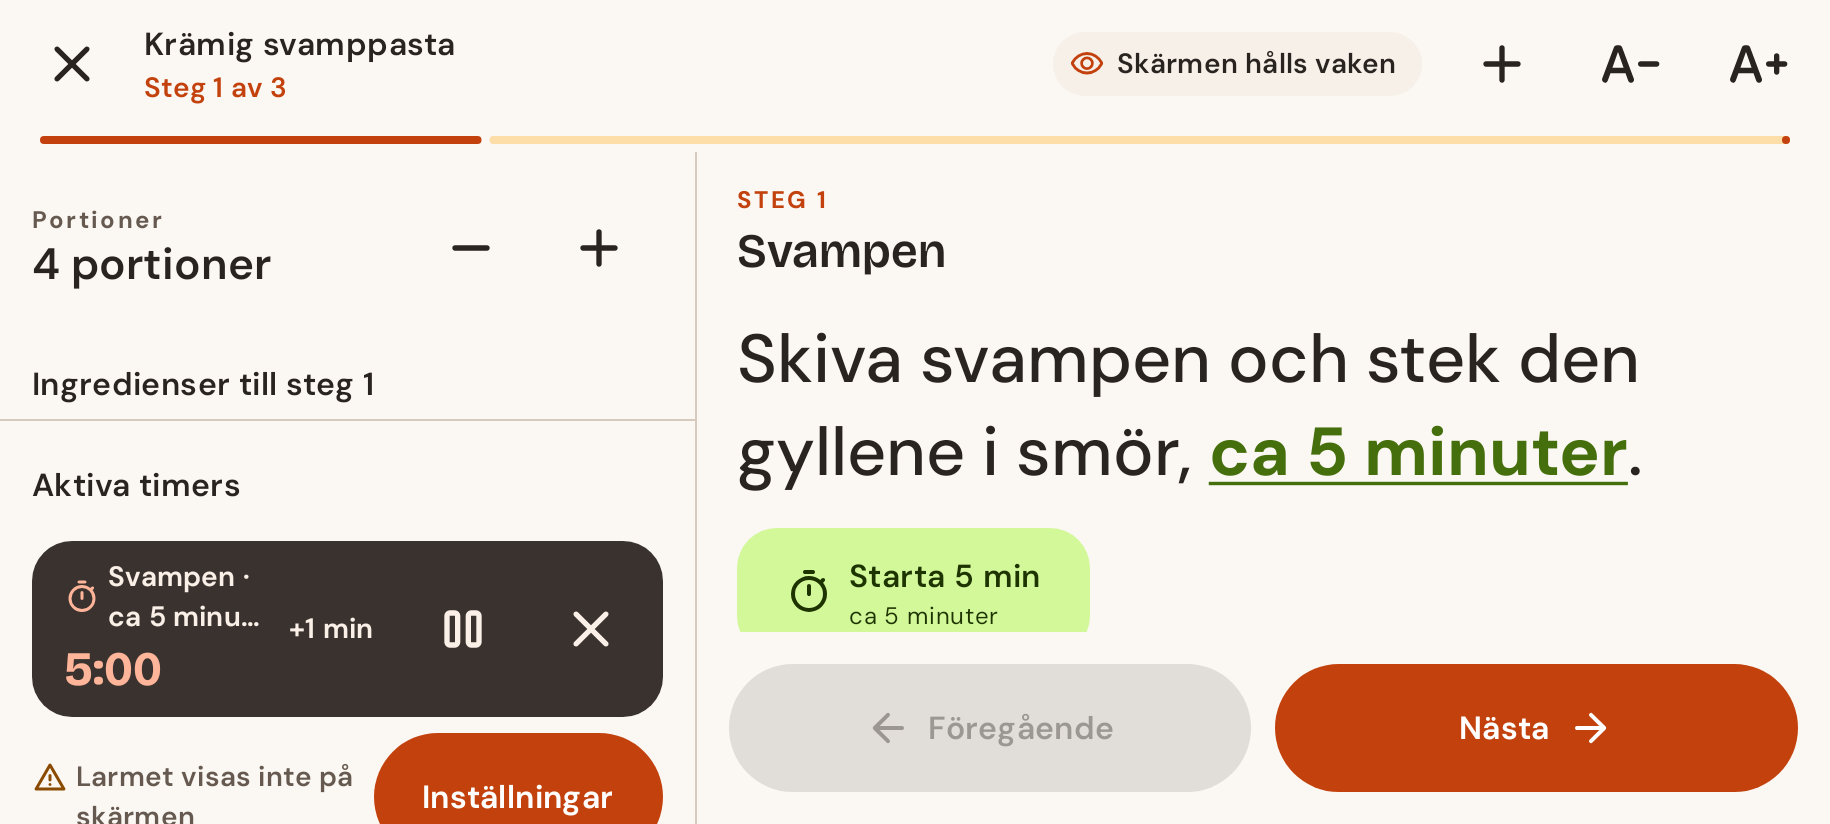 Krämig svamppasta
Steg 1 av 3
Skärmen hålls vaken
A−
A+
Portioner
4 portioner
Ingredienser till steg 1
Aktiva timers
Svampen ·
ca 5 minu…
+1 min
5:00
Larmet visas inte på
skärmen
Inställningar
STEG 1
Svampen
Skiva svampen och stek den
gyllene i smör, ca 5 minuter.
Starta 5 min
ca 5 minuter
Föregående
Nästa